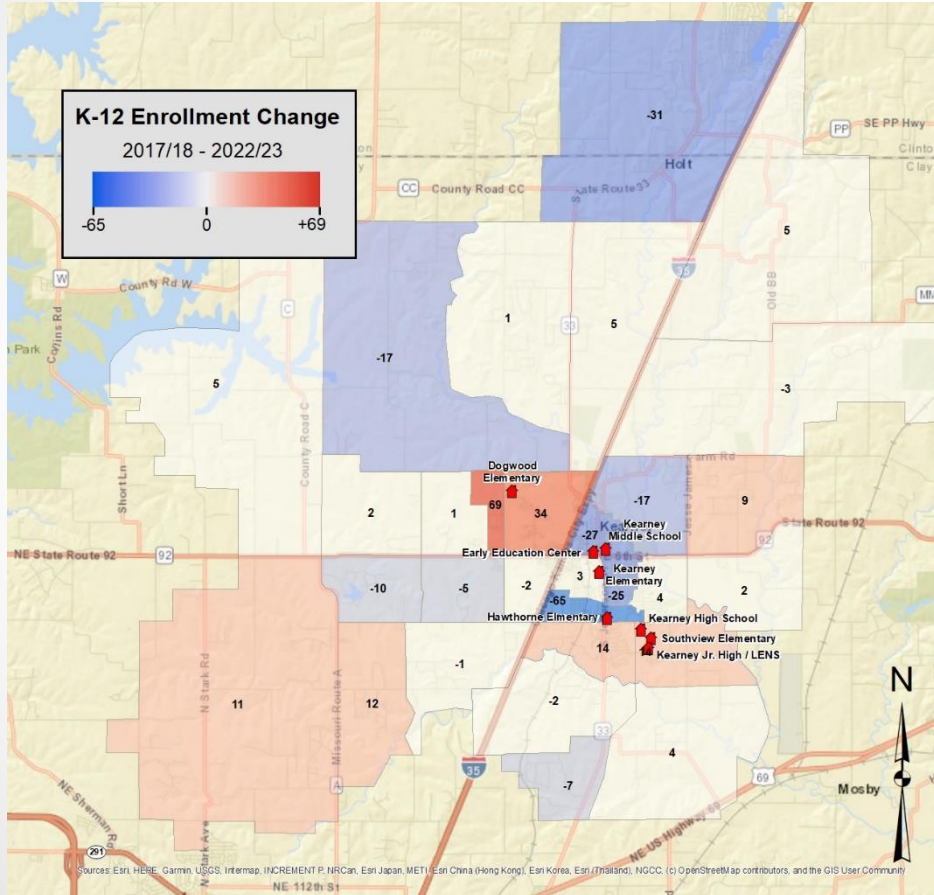 K-12 Enrollment Change
2017/18 - 2022/23
-65
0
+69
-31
PP
SE PP Hwy
Holt
CC
County Road CC
State Route 33
W
County Rd W
C
Collins Rd
County Road C
35
33
Old BB
5
1
5
-17
5
-3
Short Ln
Dogwood
Elementary
69
34
-17
9
2
1
-27
Kearney
Middle School
State Route 92
NE State Route 92
92
92
Early Education Center
Kearney
Elementary
-10
-5
-2
3
-25
4
2
-65
Hawthorne Elmentary
Kearney High School
Southview Elementary
Kearney Jr. High / LENS
14
N Stark Rd
11
Missouri Route A
12
-1
-2
33
4
N
35
A
-7
69
Mosby
NE Sherman Rd
291
N Stark Ave
NE US Highway 69
Sources: Esri, HERE, Garmin, USGS, Intermap, INCREMENT P, NRCan, Esri Japan, METI, Esri China (Hong Kong), Esri Korea, Esri (Thailand), NGCC, (c) OpenStreetMap contributors, and the GIS User Community
NE 112th St